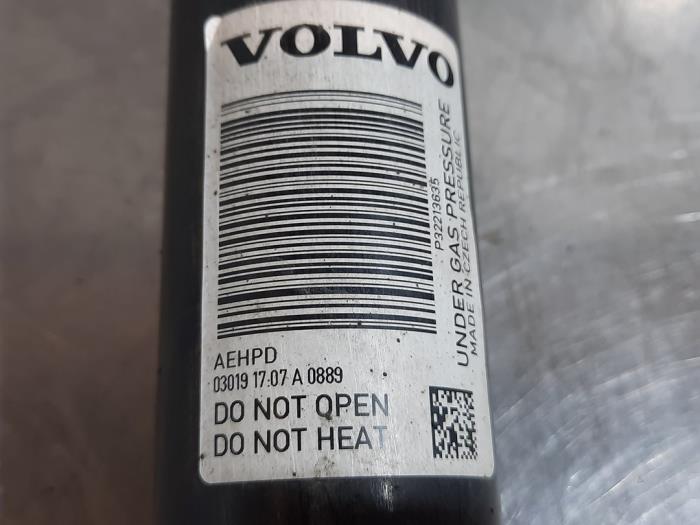 VOLVO
P32213635
UNDER GAS PRESSURE
MADE IN CZECH REPUBLIC
AEHPD
03019 17:07 A 0889
DO NOT OPEN
DO NOT HEAT